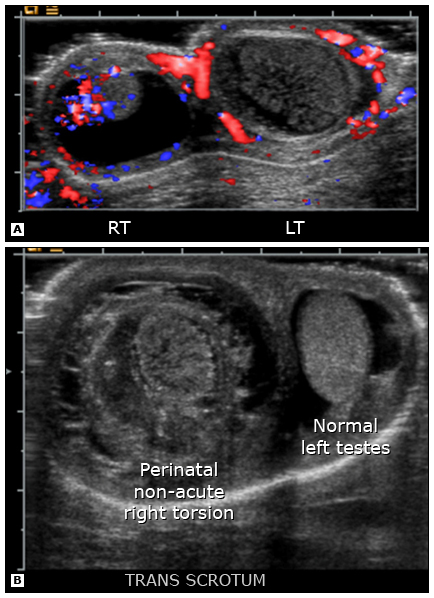 RT
LT
A
Normal
left testes
Perinatal
non-acute
right torsion
B
TRANS SCROTUM